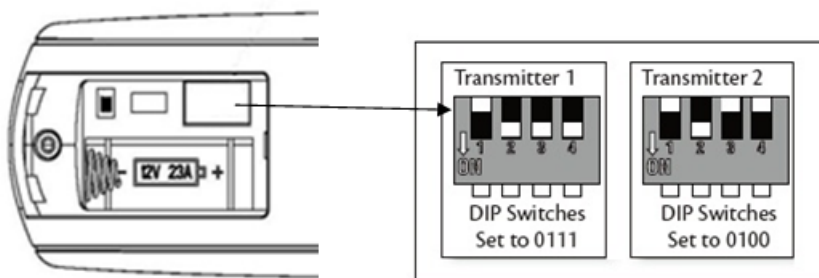 - 12V 23A +
Transmitter 1
1 2 3 4
ON
DIP Switches
Set to 0111
Transmitter 2
1 2 3 4
ON
DIP Switches
Set to 0100